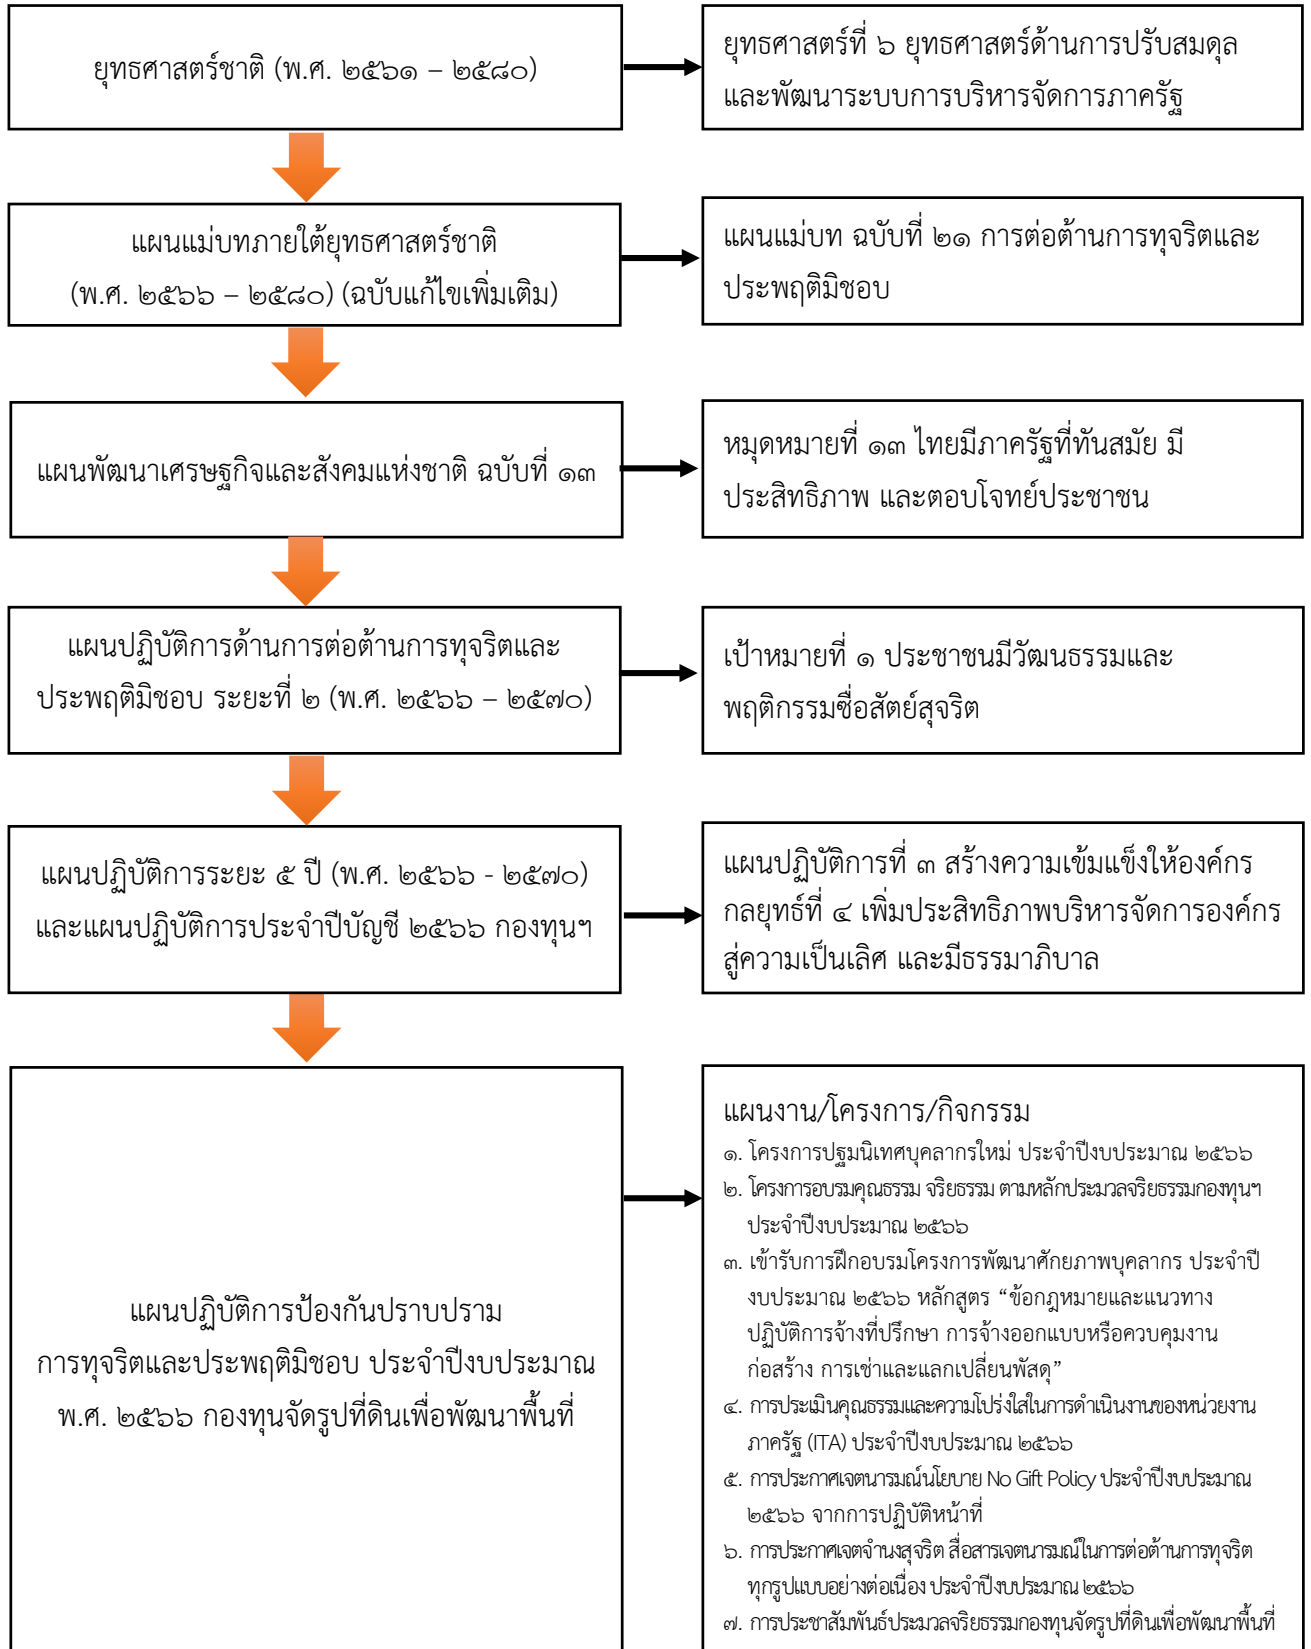 ยุทธศาสตร์ชาติ (พ.ศ. ๒๕๖๑ – ๒๕๘๐)
ยุทธศาสตร์ที่ ๖ ยุทธศาสตร์ด้านการปรับสมดุล
และพัฒนาระบบการบริหารจัดการภาครัฐ
แผนแม่บทภายใต้ยุทธศาสตร์ชาติ
(พ.ศ. ๒๕๖๖ – ๒๕๘๐) (ฉบับแก้ไขเพิ่มเติม)
แผนแม่บท ฉบับที่ ๒๑ การต่อต้านการทุจริตและ
ประพฤติมิชอบ
แผนพัฒนาเศรษฐกิจและสังคมแห่งชาติ ฉบับที่ ๑๓
หมุดหมายที่ ๑๓ ไทยมีภาครัฐที่ทันสมัย มี
ประสิทธิภาพ และตอบโจทย์ประชาชน
แผนปฏิบัติการด้านการต่อต้านการทุจริตและ
ประพฤติมิชอบ ระยะที่ ๒ (พ.ศ. ๒๕๖๖ – ๒๕๗๐)
เป้าหมายที่ ๑ ประชาชนมีวัฒนธรรมและ
พฤติกรรมซื่อสัตย์สุจริต
แผนปฏิบัติการระยะ ๕ ปี (พ.ศ. ๒๕๖๖ - ๒๕๗๐)
และแผนปฏิบัติการประจำปีบัญชี ๒๕๖๖ กองทุนฯ
แผนปฏิบัติการที่ ๓ สร้างความเข้มแข็งให้องค์กร
กลยุทธ์ที่ ๔ เพิ่มประสิทธิภาพบริหารจัดการองค์กร
สู่ความเป็นเลิศ และมีธรรมาภิบาล
แผนปฏิบัติการป้องกันปราบปราม
การทุจริตและประพฤติมิชอบ ประจำปีงบประมาณ
พ.ศ. ๒๕๖๖ กองทุนจัดรูปที่ดินเพื่อพัฒนาพื้นที่
แผนงาน/โครงการ/กิจกรรม
๑. โครงการปฐมนิเทศบุคลากรใหม่ ประจำปีงบประมาณ ๒๕๖๖
๒. โครงการอบรมคุณธรรม จริยธรรม ตามหลักประมวลจริยธรรมกองทุนฯ
ประจำปีงบประมาณ ๒๕๖๖
๓. เข้ารับการฝึกอบรมโครงการพัฒนาศักยภาพบุคลากร ประจำปี
งบประมาณ ๒๕๖๖ หลักสูตร “ข้อกฎหมายและแนวทาง
ปฏิบัติการจ้างที่ปรึกษา การจ้างออกแบบหรือควบคุมงาน
ก่อสร้าง การเช่าและแลกเปลี่ยนพัสดุ”
๔. การประเมินคุณธรรมและความโปร่งใสในการดำเนินงานของหน่วยงาน
ภาครัฐ (ITA) ประจำปีงบประมาณ ๒๕๖๖
๕. การประกาศเจตนารมณ์นโยบาย No Gift Policy ประจำปีงบประมาณ
๒๕๖๖ จากการปฏิบัติหน้าที่
๖. การประกาศเจตจำนงสุจริต สื่อสารเจตนารมณ์ในการต่อต้านการทุจริต
ทุกรูปแบบอย่างต่อเนื่อง ประจำปีงบประมาณ ๒๕๖๖
๗. การประชาสัมพันธ์ประมวลจริยธรรมกองทุนจัดรูปที่ดินเพื่อพัฒนาพื้นที่